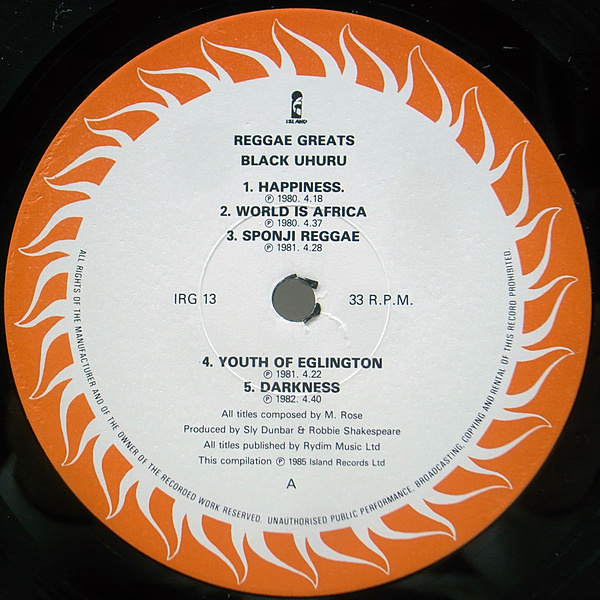 ISLAND
REGGAE GREATS
BLACK UHURU
1. HAPPINESS.
℗ 1980. 4.18
2. WORLD IS AFRICA
℗ 1980. 4.37
3. SPONJI REGGAE
℗ 1981. 4.28
IRG 13
33 R.P.M.
4. YOUTH OF EGLINGTON
℗ 1981. 4.22
5. DARKNESS
℗ 1982. 4.40
All titles composed by M. Rose
Produced by Sly Dunbar & Robbie Shakespeare
All titles published by Rydim Music Ltd
This compilation ℗ 1985 Island Records Ltd
A
ALL RIGHTS OF THE MANUFACTURER AND OF THE OWNER OF THE RECORDED WORK RESERVED. UNAUTHORISED PUBLIC PERFORMANCE, BROADCASTING, COPYING AND RENTAL OF THIS RECORD PROHIBITED.